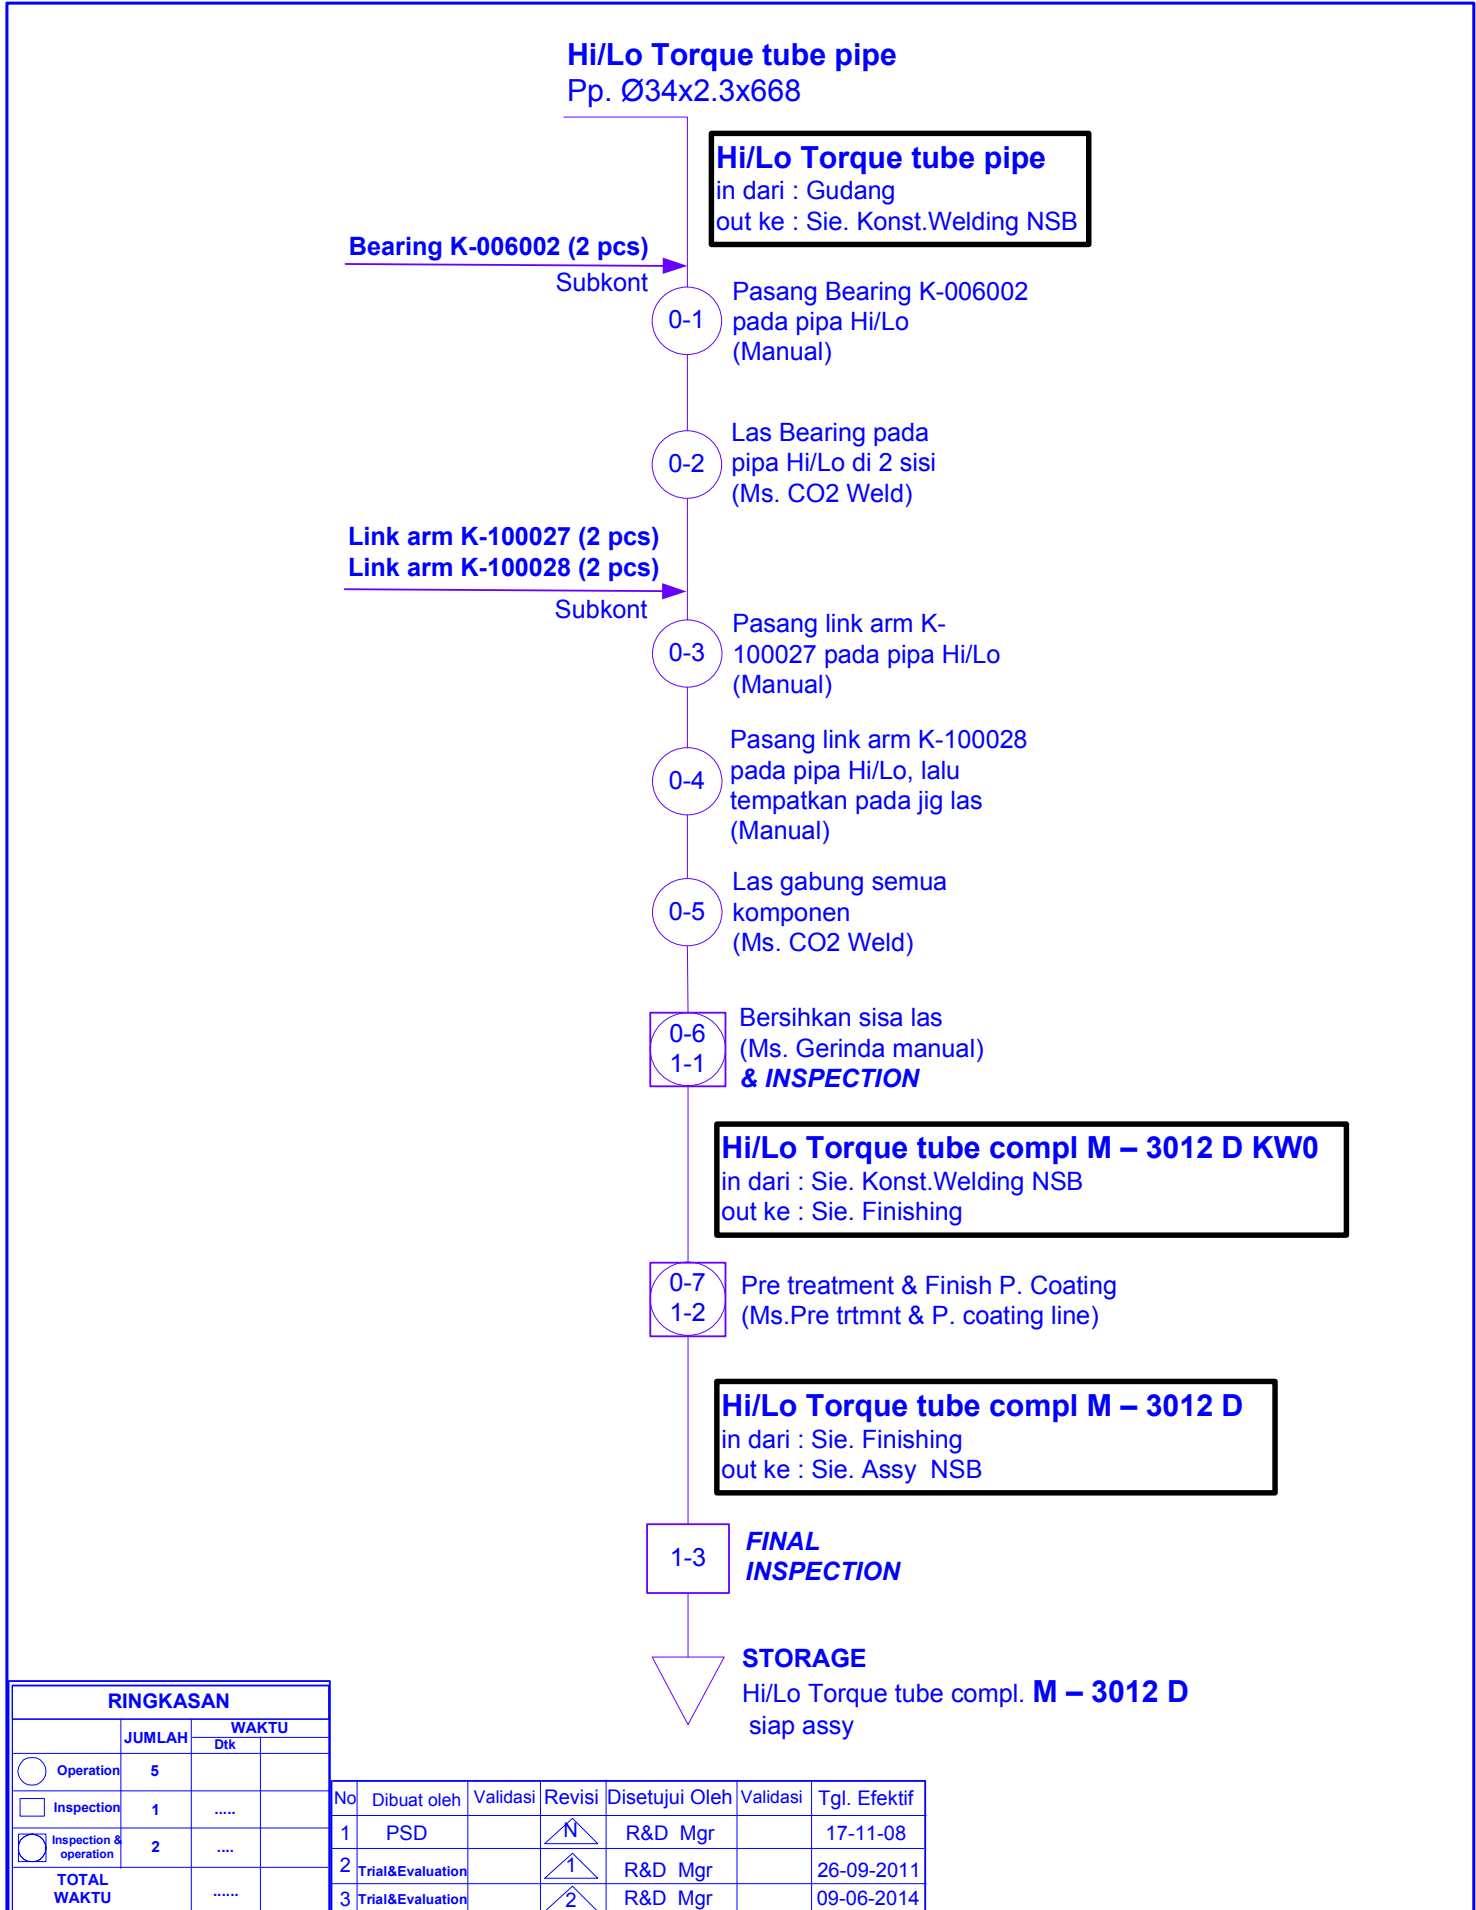 Hi/Lo Torque tube pipe
Pp. Ø34x2.3x668
Hi/Lo Torque tube pipe
in dari : Gudang
out ke : Sie. Konst.Welding NSB
Bearing K-006002 (2 pcs)
Subkont
0-1
Pasang Bearing K-006002
pada pipa Hi/Lo
(Manual)
0-2
Las Bearing pada
pipa Hi/Lo di 2 sisi
(Ms. CO2 Weld)
Link arm K-100027 (2 pcs)
Link arm K-100028 (2 pcs)
Subkont
0-3
Pasang link arm K-
100027 pada pipa Hi/Lo
(Manual)
0-4
Pasang link arm K-100028
pada pipa Hi/Lo, lalu
tempatkan pada jig las
(Manual)
0-5
Las gabung semua
komponen
(Ms. CO2 Weld)
0-6
1-1
Bersihkan sisa las
(Ms. Gerinda manual)
& INSPECTION
Hi/Lo Torque tube compl M – 3012 D KW0
in dari : Sie. Konst.Welding NSB
out ke : Sie. Finishing
0-7
1-2
Pre treatment & Finish P. Coating
(Ms.Pre trtmnt & P. coating line)
Hi/Lo Torque tube compl M – 3012 D
in dari : Sie. Finishing
out ke : Sie. Assy NSB
1-3
FINAL
INSPECTION
STORAGE
Hi/Lo Torque tube compl. M – 3012 D
siap assy
RINGKASAN
JUMLAH WAKTU
Dtk
Operation 5
Inspection 1 .....
Inspection &
operation 2 ....
TOTAL
WAKTU ......
No Dibuat oleh Validasi Revisi Disetujui Oleh Validasi Tgl. Efektif
1 PSD N R&D Mgr 17-11-08
2 Trial&Evaluation 1 R&D Mgr 26-09-2011
3 Trial&Evaluation 2 R&D Mgr 09-06-2014